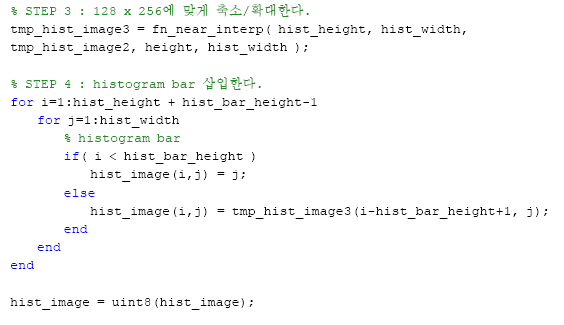 % STEP 3 : 128 x 256에 맞게 축소/확대한다.
tmp_hist_image3 = fn_near_interp( hist_height, hist_width,
tmp_hist_image2, height, hist_width );
% STEP 4 : histogram bar 삽입한다.
for i=1:hist_height + hist_bar_height-1
for j=1:hist_width
% histogram bar
if( i < hist_bar_height )
hist_image(i,j) = j;
else
hist_image(i,j) = tmp_hist_image3(i-hist_bar_height+1, j);
end
end
end
hist_image = uint8(hist_image);